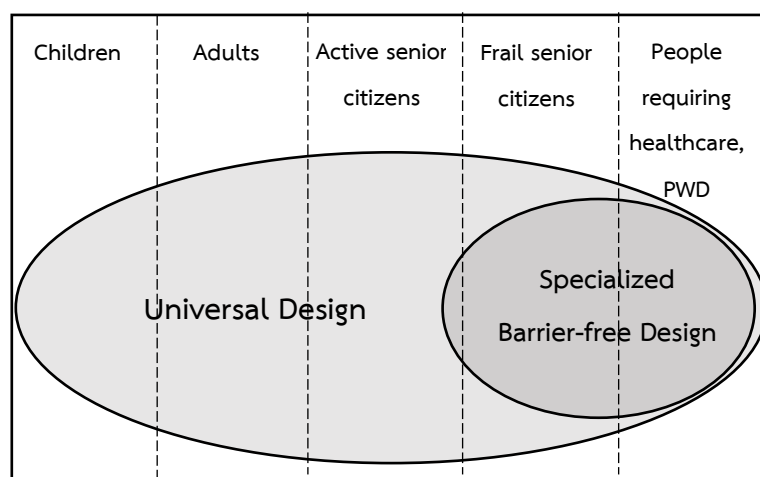 Children
Adults
Active senior
citizens
Frail senior
citizens
People
requiring
healthcare,
PWD
Universal Design
Specialized
Barrier-free Design